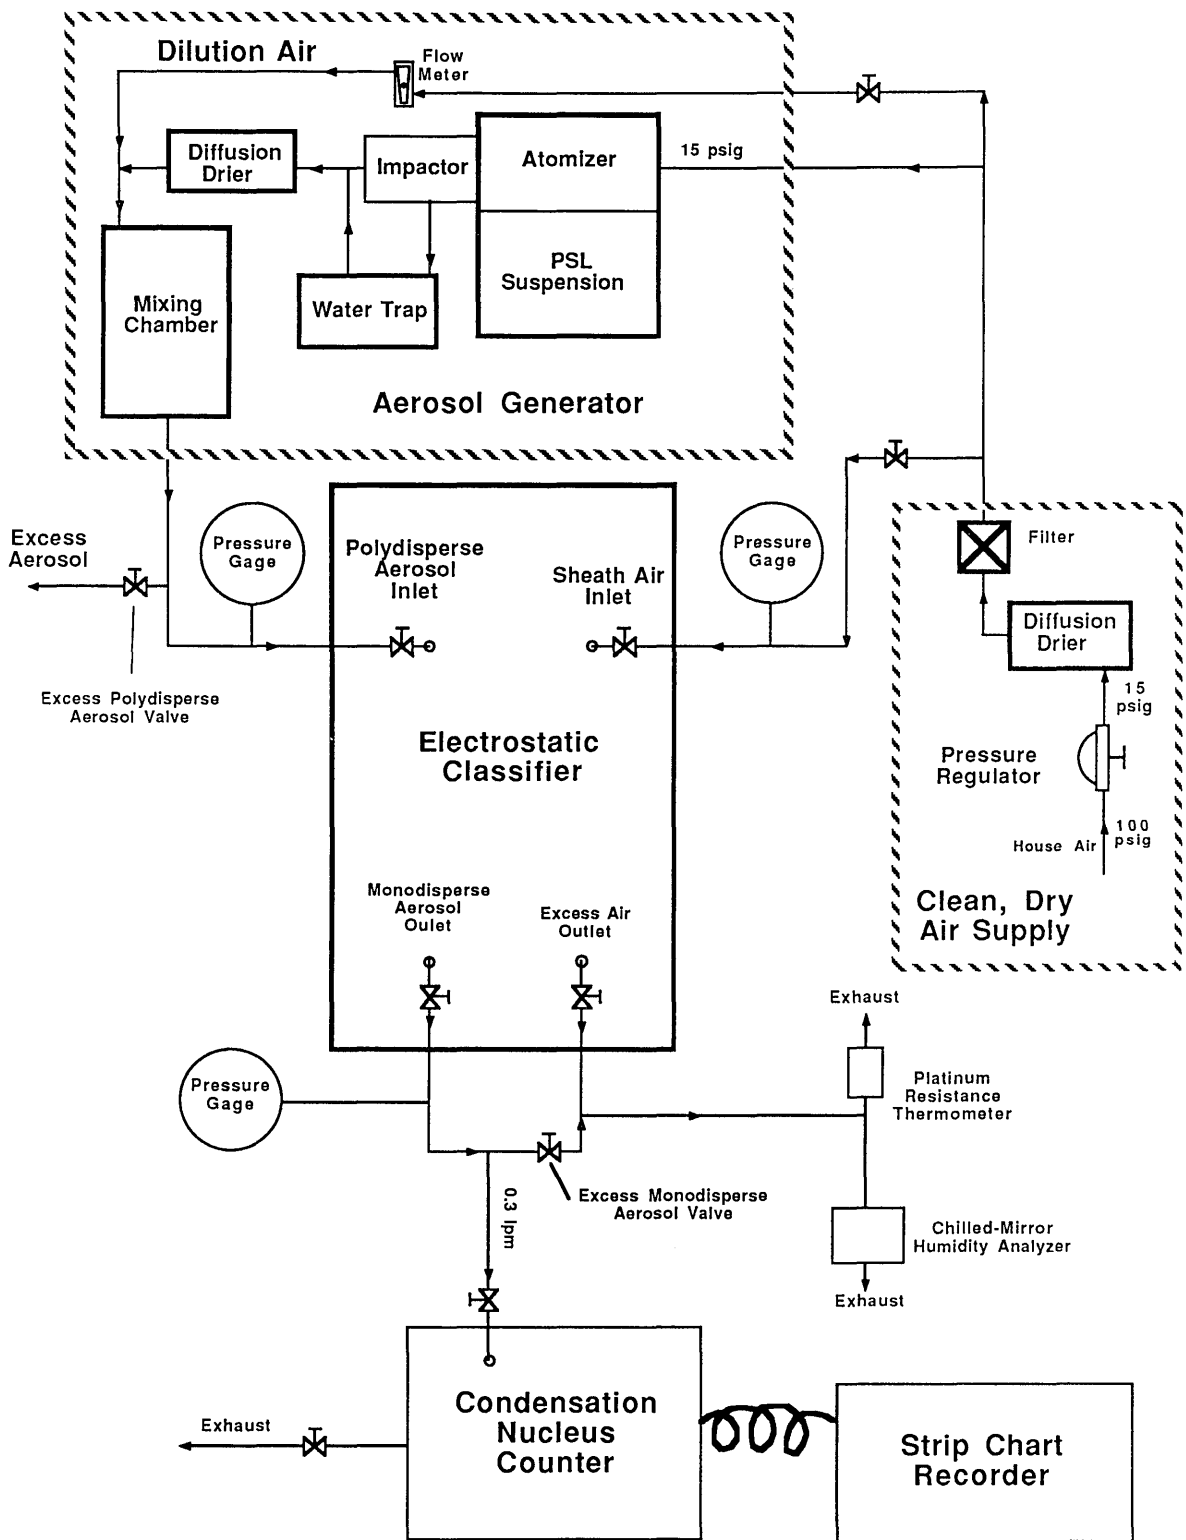 Dilution Air
Flow
Meter
Diffusion
Drier
Impactor
Atomizer
15 psig
PSL
Suspension
Water Trap
Mixing
Chamber
Aerosol Generator
Excess
Aerosol
Pressure
Gage
Polydisperse
Aerosol
Inlet
Sheath Air
Inlet
Pressure
Gage
Filter
Diffusion
Drier
15
psig
Excess Polydisperse
Aerosol Valve
Electrostatic
Classifier
Pressure
Regulator
100
psig
House Air
Clean, Dry
Air Supply
Monodisperse
Aerosol
Oulet
Excess Air
Outlet
Exhaust
Pressure
Gage
Platinum
Resistance
Thermometer
0.3 lpm
Excess Monodisperse
Aerosol Valve
Chilled-Mirror
Humidity Analyzer
Exhaust
Condensation
Nucleus
Counter
Exhaust
Strip Chart
Recorder